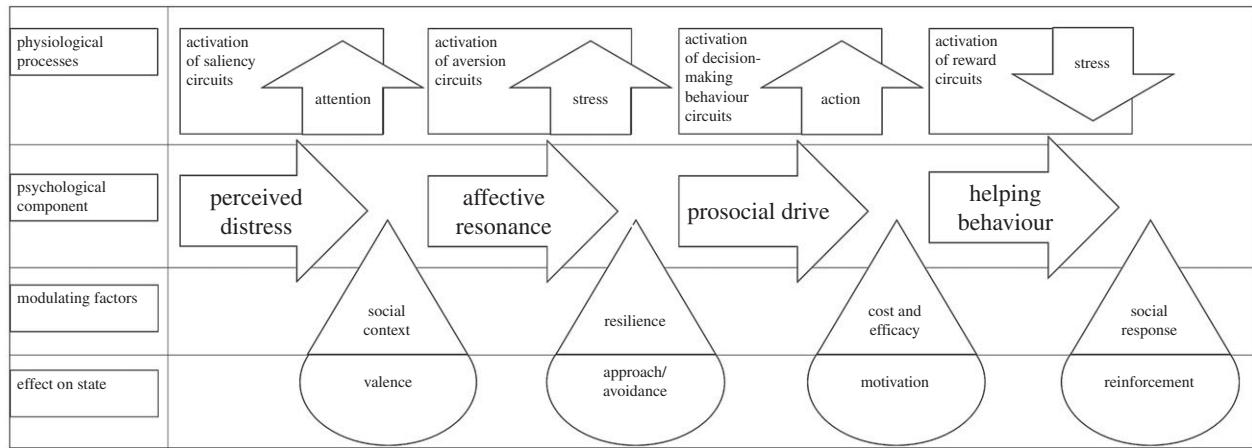 physiological
processes
activation
of saliency
circuits
attention
activation
of aversion
circuits
stress
activation
of decision-
making
behaviour
circuits
action
activation
of reward
circuits
stress
psychological
component
perceived
distress
affective
resonance
prosocial drive
helping
behaviour
modulating factors
social
context
resilience
cost and
efficacy
social
response
effect on state
valence
approach/
avoidance
motivation
reinforcement